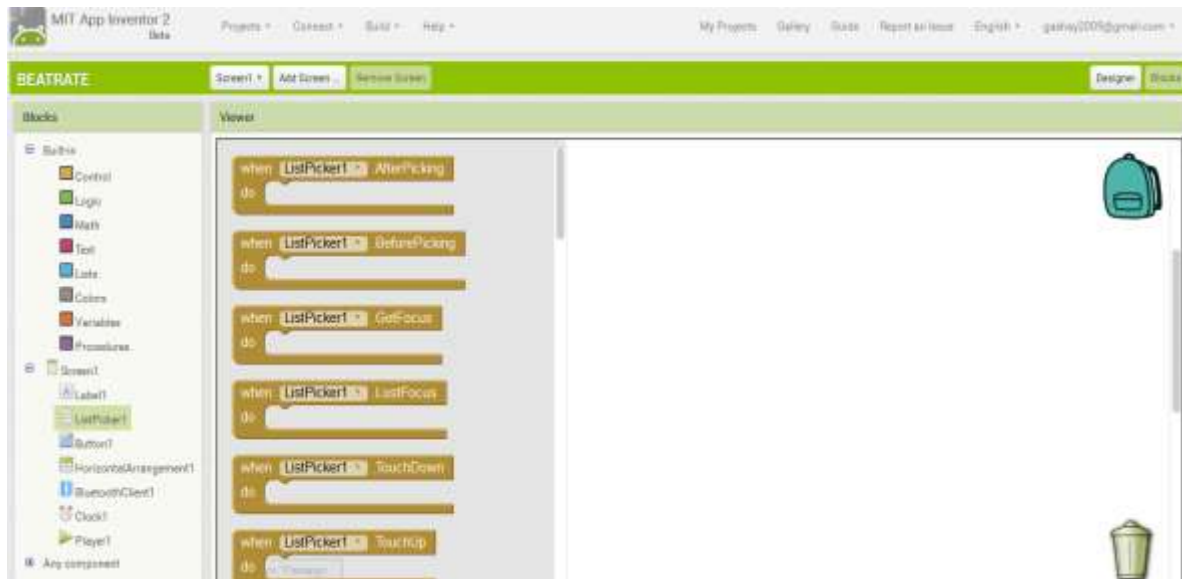 MIT App Inventor 2
Beta
Projects Connect Build Help
My Projects Gallery Guide Report an Issue English
BEATRATE
Screen1 Add Screen ... Remove Screen
Designer Blocks
Blocks
Viewer
Built-in
Control
Logic
Math
Text
Lists
Colors
Variables
Procedures
Screen1
Label1
ListPicker1
Button1
HorizontalArrangement1
BluetoothClient1
Clock1
Player1
Any component
when ListPicker1 .AfterPicking
do
when ListPicker1 .BeforePicking
do
when ListPicker1 .GotFocus
do
when ListPicker1 .LostFocus
do
when ListPicker1 .TouchDown
do
when ListPicker1 .TouchUp
do